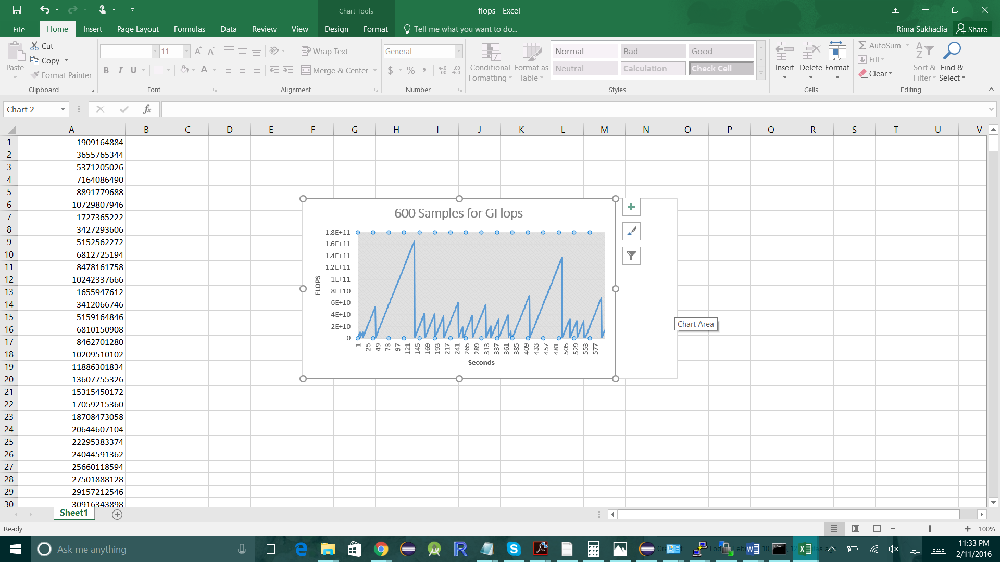 Chart Tools
flops - Excel
File Home Insert Page Layout Formulas Data Review View Design Format Tell me what you want to do... Rima Sukhadia Share
Paste
Cut
Copy
Format Painter
Clipboard
11
B I U A
Font
Wrap Text
Merge & Center
Alignment
General
$ % ,
Number
Conditional Formatting
Format as Table
Normal Bad Good
Neutral Calculation Check Cell
Styles
Insert Delete Format
Cells
AutoSum
Fill
Clear
Sort & Filter
Find & Select
Editing
Chart 2
fx
A B C D E F G H I J K L M N O P Q R S T U V
1 1909164884
2 3655765344
3 5371205026
4 7164086490
5 8891779688
6 10729807946
7 1727365222
8 3427293606
9 5152562272
10 6812725194
11 8478161758
12 10242337666
13 1655947612
14 3412066746
15 5159164846
16 6810150908
17 8462701280
18 10209510102
19 11886301834
20 13607755326
21 15315450172
22 17059215360
23 18708473058
24 20644607104
25 22295383374
26 24044591362
27 25660118594
28 27501888128
29 29157212546
30 30916343898
600 Samples for GFlops
1.8E+11
1.6E+11
1.4E+11
1.2E+11
1E+11
8E+10
6E+10
4E+10
2E+10
0
FLOPS
1 25 49 73 97 121 145 169 193 217 241 265 289 313 337 361 385 409 433 457 481 505 529 553 577
Seconds
Chart Area
Sheet1
Ready
100%
Ask me anything
11:33 PM
2/11/2016